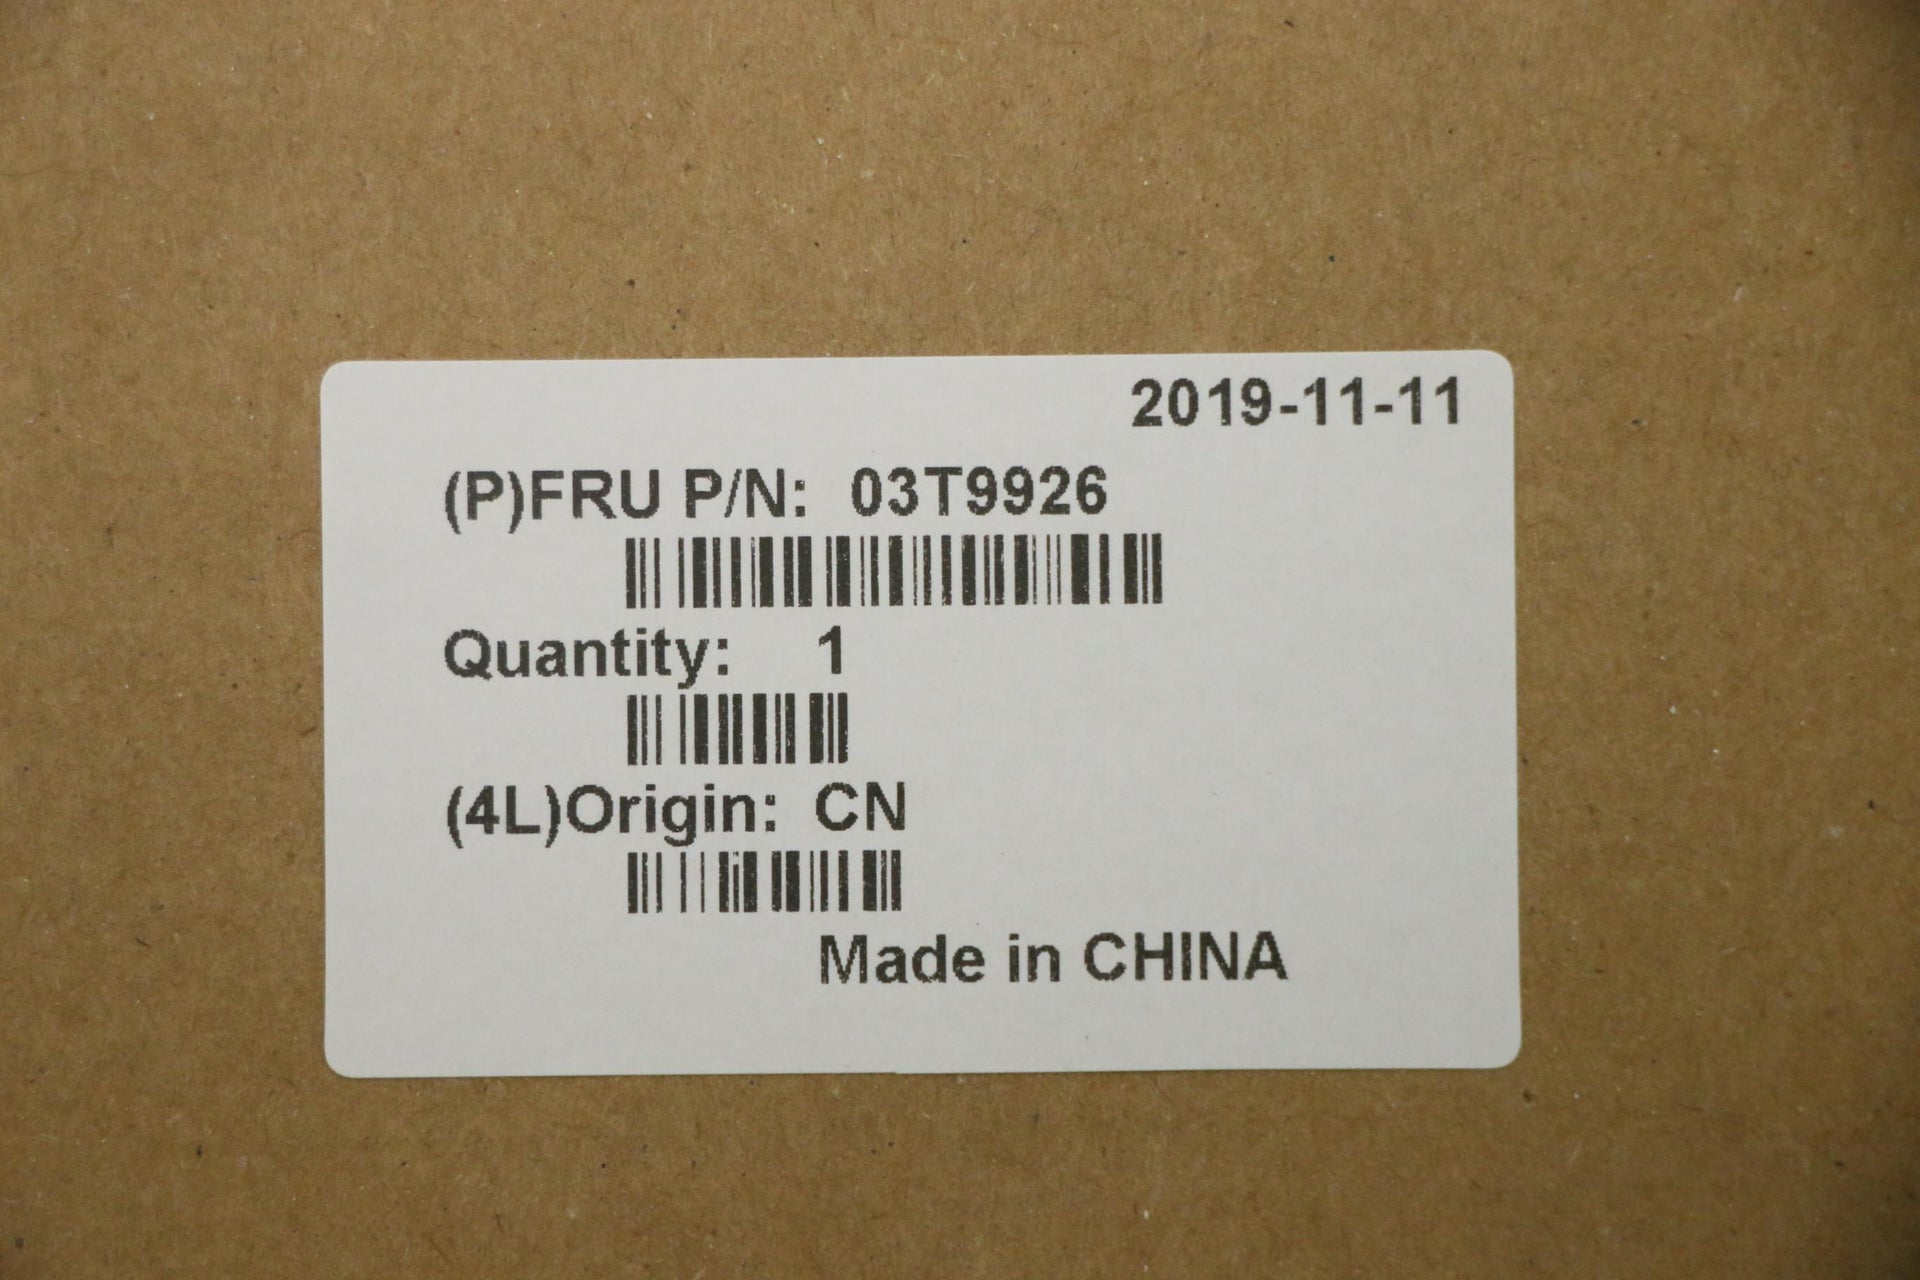 2019-11-11
(P)FRU P/N: 03T9926
Quantity: 1
(4L)Origin: CN
Made in CHINA